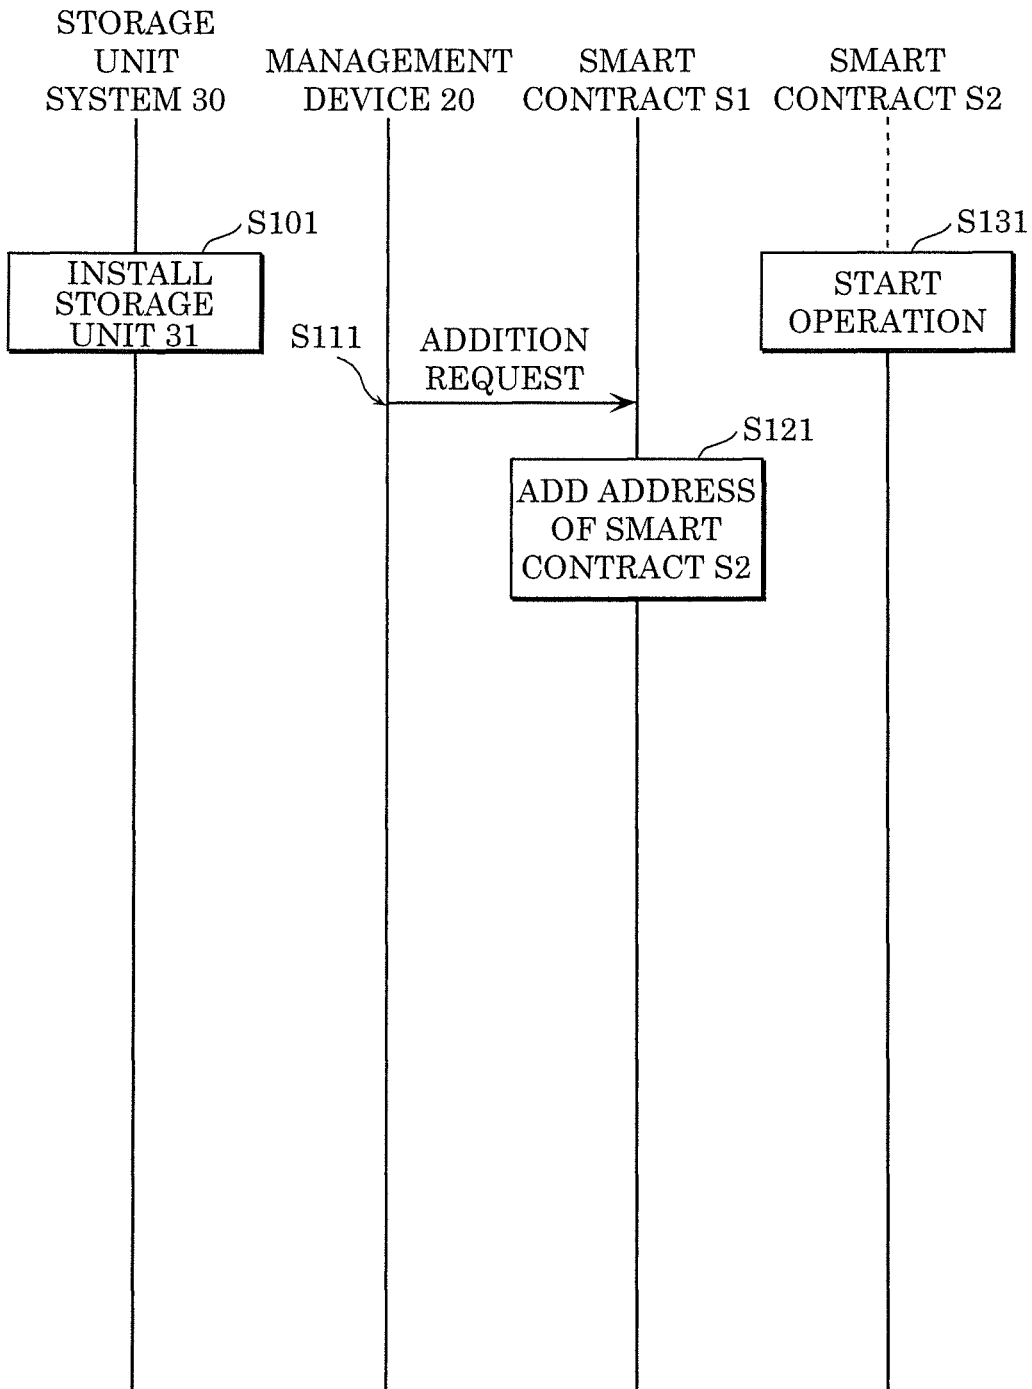 STORAGE
UNIT
SYSTEM 30
MANAGEMENT
DEVICE 20
SMART
CONTRACT S1
SMART
CONTRACT S2
S101
INSTALL
STORAGE
UNIT 31
S131
START
OPERATION
S111
ADDITION
REQUEST
S121
ADD ADDRESS
OF SMART
CONTRACT S2